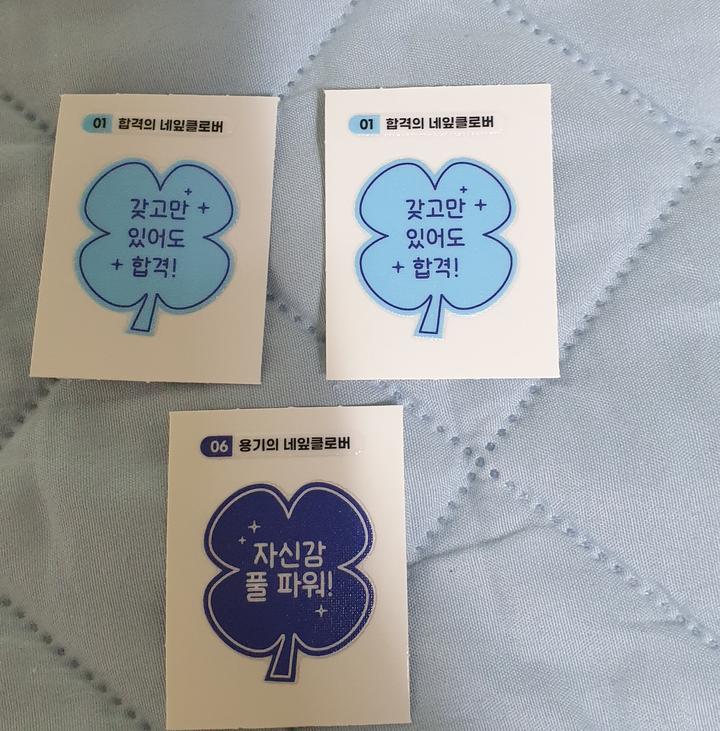 01 합격의 네잎클로버
갖고만
있어도
합격!
01 합격의 네잎클로버
갖고만
있어도
합격!
06 용기의 네잎클로버
자신감
풀 파워!